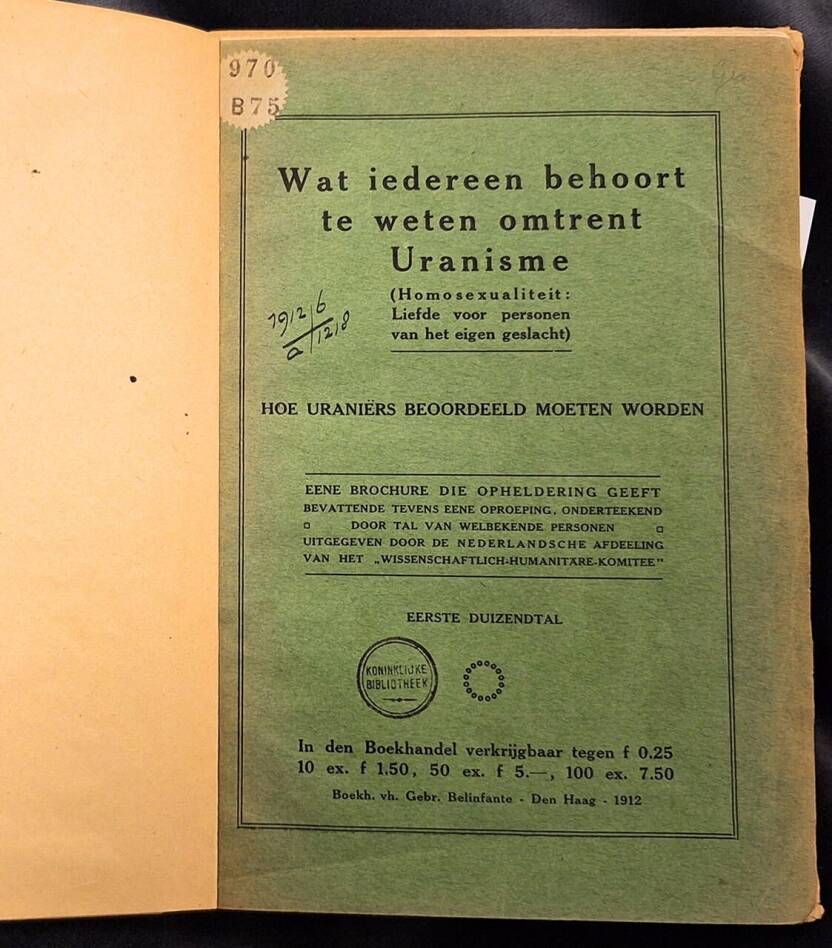 970
B75
Wat iedereen behoort
te weten omtrent
Uranisme
(Homosexualiteit:
Liefde voor personen
van het eigen geslacht)
1912 6
a 1218
HOE URANIËRS BEOORDEELD MOETEN WORDEN
EENE BROCHURE DIE OPHELDERING GEEFT
BEVATTENDE TEVENS EENE OPROEPING, ONDERTEEKEND
DOOR TAL VAN WELBEKENDE PERSONEN
UITGEGEVEN DOOR DE NEDERLANDSCHE AFDEELING
VAN HET „WISSENSCHAFTLICH-HUMANITÄRE-KOMITEE”
EERSTE DUIZENDTAL
KONINKLIJKE
BIBLIOTHEEK
In den Boekhandel verkrijgbaar tegen f 0.25
10 ex. f 1.50, 50 ex. f 5.—, 100 ex. 7.50
Boekh. vh. Gebr. Belinfante - Den Haag - 1912